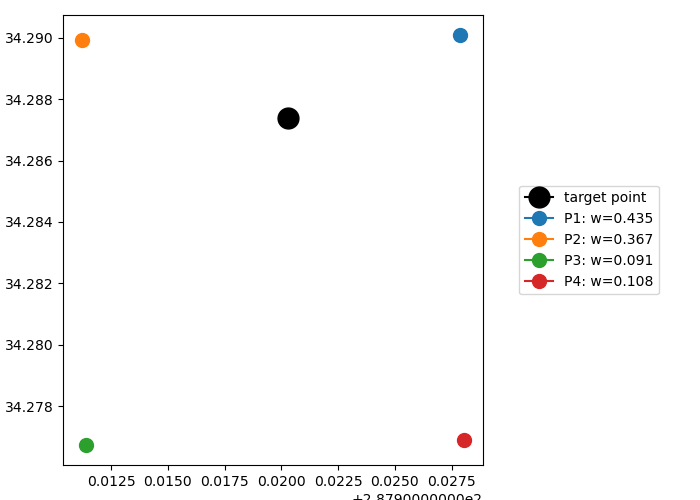 34.290
34.288
34.286
34.284
34.282
34.280
34.278
0.0125 0.0150 0.0175 0.0200 0.0225 0.0250 0.0275
+2.8790000000e2
target point
P1: w=0.435
P2: w=0.367
P3: w=0.091
P4: w=0.108